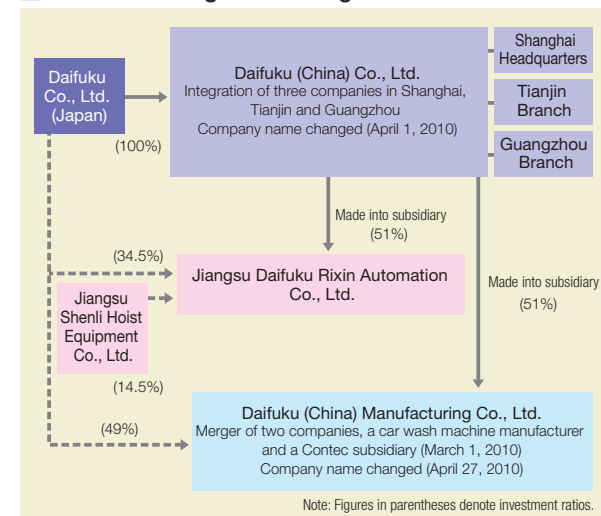 Daifuku
Co., Ltd.
(Japan)
(100%)
Daifuku (China) Co., Ltd.
Integration of three companies in Shanghai,
Tianjin and Guangzhou
Company name changed (April 1, 2010)
Shanghai
Headquarters
Tianjin
Branch
Guangzhou
Branch
Made into subsidiary
(51%)
(34.5%)
Jiangsu Daifuku Rixin Automation
Co., Ltd.
Made into subsidiary
(51%)
Jiangsu
Shenli Hoist
Equipment
Co., Ltd.
(14.5%)
(49%)
Daifuku (China) Manufacturing Co., Ltd.
Merger of two companies, a car wash machine manufacturer
and a Contec subsidiary (March 1, 2010)
Company name changed (April 27, 2010)
Note: Figures in parentheses denote investment ratios.